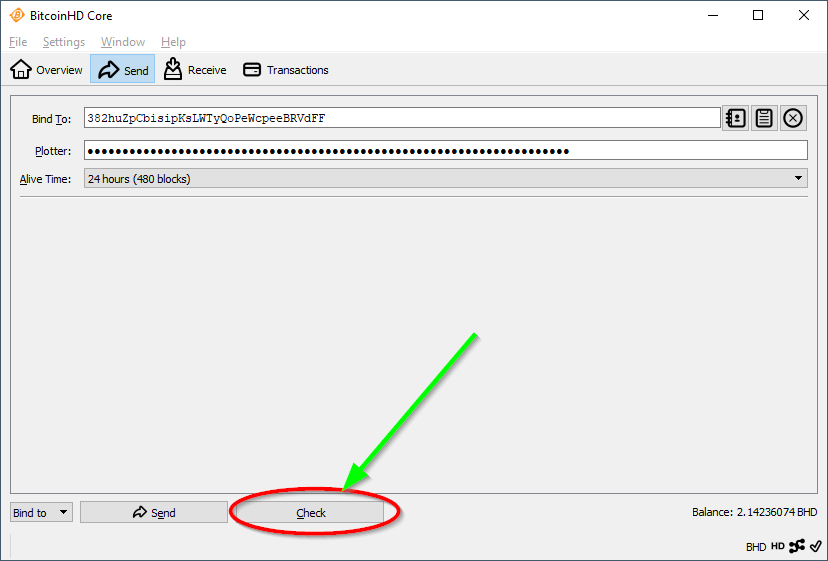 BitcoinHD Core
File Settings Window Help
Overview Send Receive Transactions
Bind To: 382huZpCbisipKsLWTyQoPeWcpeeBRVdFF
Plotter: ●●●●●●●●●●●●●●●●●●●●●●●●●●●●●●●●●●●●●●●●●●●●●●●●●●●●●●●●●●●●●●●●●●●●●
Alive Time: 24 hours (480 blocks)
Bind to Send Check Balance: 2.14236074 BHD
BHD HD